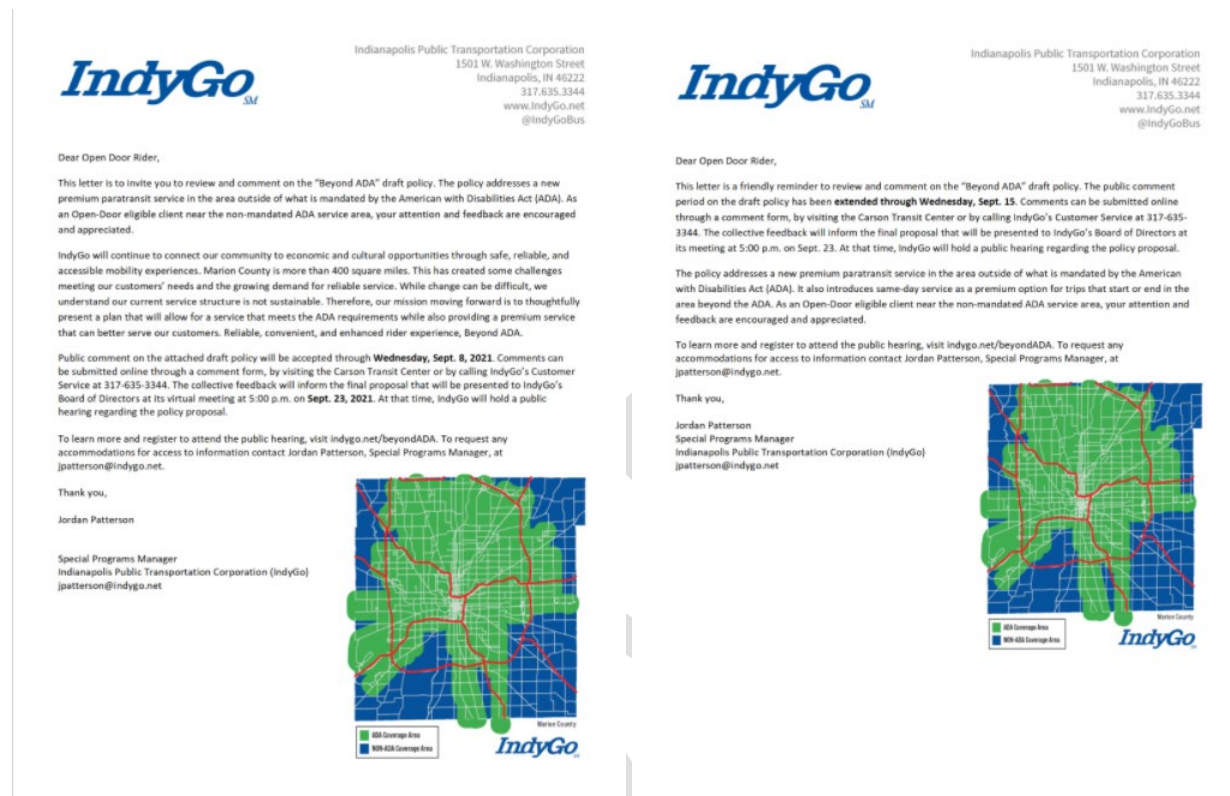 IndyGo
SM
Indianapolis Public Transportation Corporation
1501 W. Washington Street
Indianapolis, IN 46222
317.635.3344
www.IndyGo.net
@IndyGoBus
Dear Open Door Rider,
This letter is to invite you to review and comment on the “Beyond ADA” draft policy. The policy addresses a new
premium paratransit service in the area outside of what is mandated by the American with Disabilities Act (ADA). As
an Open-Door eligible client near the non-mandated ADA service area, your attention and feedback are encouraged
and appreciated.
IndyGo will continue to connect our community to economic and cultural opportunities through safe, reliable, and
accessible mobility experiences. Marion County is more than 400 square miles. This has created some challenges
meeting our customers’ needs and the growing demand for reliable service. While change can be difficult, we
understand our current service structure is not sustainable. Therefore, our mission moving forward is to thoughtfully
present a plan that will allow for a service that meets the ADA requirements while also providing a premium service
that can better serve our customers. Reliable, convenient, and enhanced rider experience, Beyond ADA.
Public comment on the attached draft policy will be accepted through Wednesday, Sept. 8, 2021. Comments can
be submitted online through a comment form, by visiting the Carson Transit Center or by calling IndyGo’s Customer
Service at 317-635-3344. The collective feedback will inform the final proposal that will be presented to IndyGo’s
Board of Directors at its virtual meeting at 5:00 p.m. on Sept. 23, 2021. At that time, IndyGo will hold a public
hearing regarding the policy proposal.
To learn more and register to attend the public hearing, visit indygo.net/beyondADA. To request any
accommodations for access to information contact Jordan Patterson, Special Programs Manager, at
jpatterson@indygo.net.
Thank you,
Jordan Patterson
Special Programs Manager
Indianapolis Public Transportation Corporation (IndyGo)
jpatterson@indygo.net
Marion County
ADA Coverage Area
NON-ADA Coverage Area
IndyGo
IndyGo
SM
Indianapolis Public Transportation Corporation
1501 W. Washington Street
Indianapolis, IN 46222
317.635.3344
www.IndyGo.net
@IndyGoBus
Dear Open Door Rider,
This letter is a friendly reminder to review and comment on the “Beyond ADA” draft policy. The public comment
period on the draft policy has been extended through Wednesday, Sept. 15. Comments can be submitted online
through a comment form, by visiting the Carson Transit Center or by calling IndyGo’s Customer Service at 317-635-
3344. The collective feedback will inform the final proposal that will be presented to IndyGo’s Board of Directors at
its meeting at 5:00 p.m. on Sept. 23. At that time, IndyGo will hold a public hearing regarding the policy proposal.
The policy addresses a new premium paratransit service in the area outside of what is mandated by the American
with Disabilities Act (ADA). It also introduces same-day service as a premium option for trips that start or end in the
area beyond the ADA. As an Open-Door eligible client near the non-mandated ADA service area, your attention and
feedback are encouraged and appreciated.
To learn more and register to attend the public hearing, visit indygo.net/beyondADA. To request any
accommodations for access to information contact Jordan Patterson, Special Programs Manager, at
jpatterson@indygo.net.
Thank you,
Jordan Patterson
Special Programs Manager
Indianapolis Public Transportation Corporation (IndyGo)
jpatterson@indygo.net
Marion County
ADA Coverage Area
NON-ADA Coverage Area
IndyGo